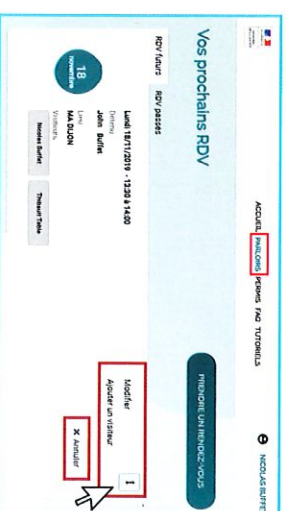 ACCUEIL PARLOIRS PERMIS FAQ TUTORIELS
NICOLAS BUFFE
Vos prochains RDV
PRENDRE UN RENDEZ-VOUS
RDV futurs RDV passés
18
novembre
Lundi 18/11/2019 - 13:30 à 14:00
Détenu
John Buffet
Lieu
MA DIJON
Visiteurs
Nicolas Buffet
Thibault Table
Modifier
Ajouter un visiteur
× Annuler